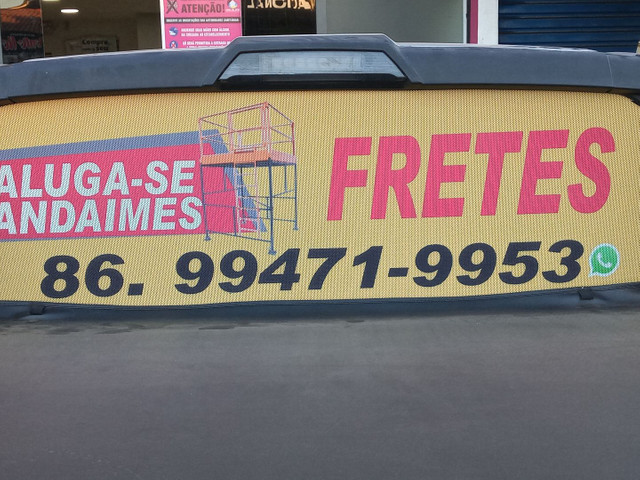 ATENÇÃO!
ALUGA-SE
ANDAIMES
FRETES
86. 99471-9953